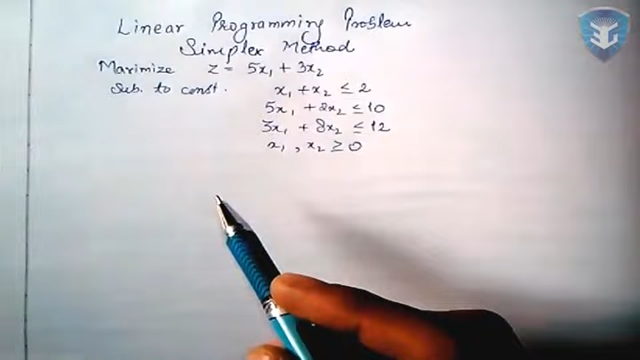 Linear Programming Problem
Simplex Method
Maximize Z = 5x₁ + 3x₂
Sub. to const. x₁ + x₂ ≤ 2
5x₁ + 2x₂ ≤ 10
3x₁ + 8x₂ ≤ 12
x₁, x₂ ≥ 0